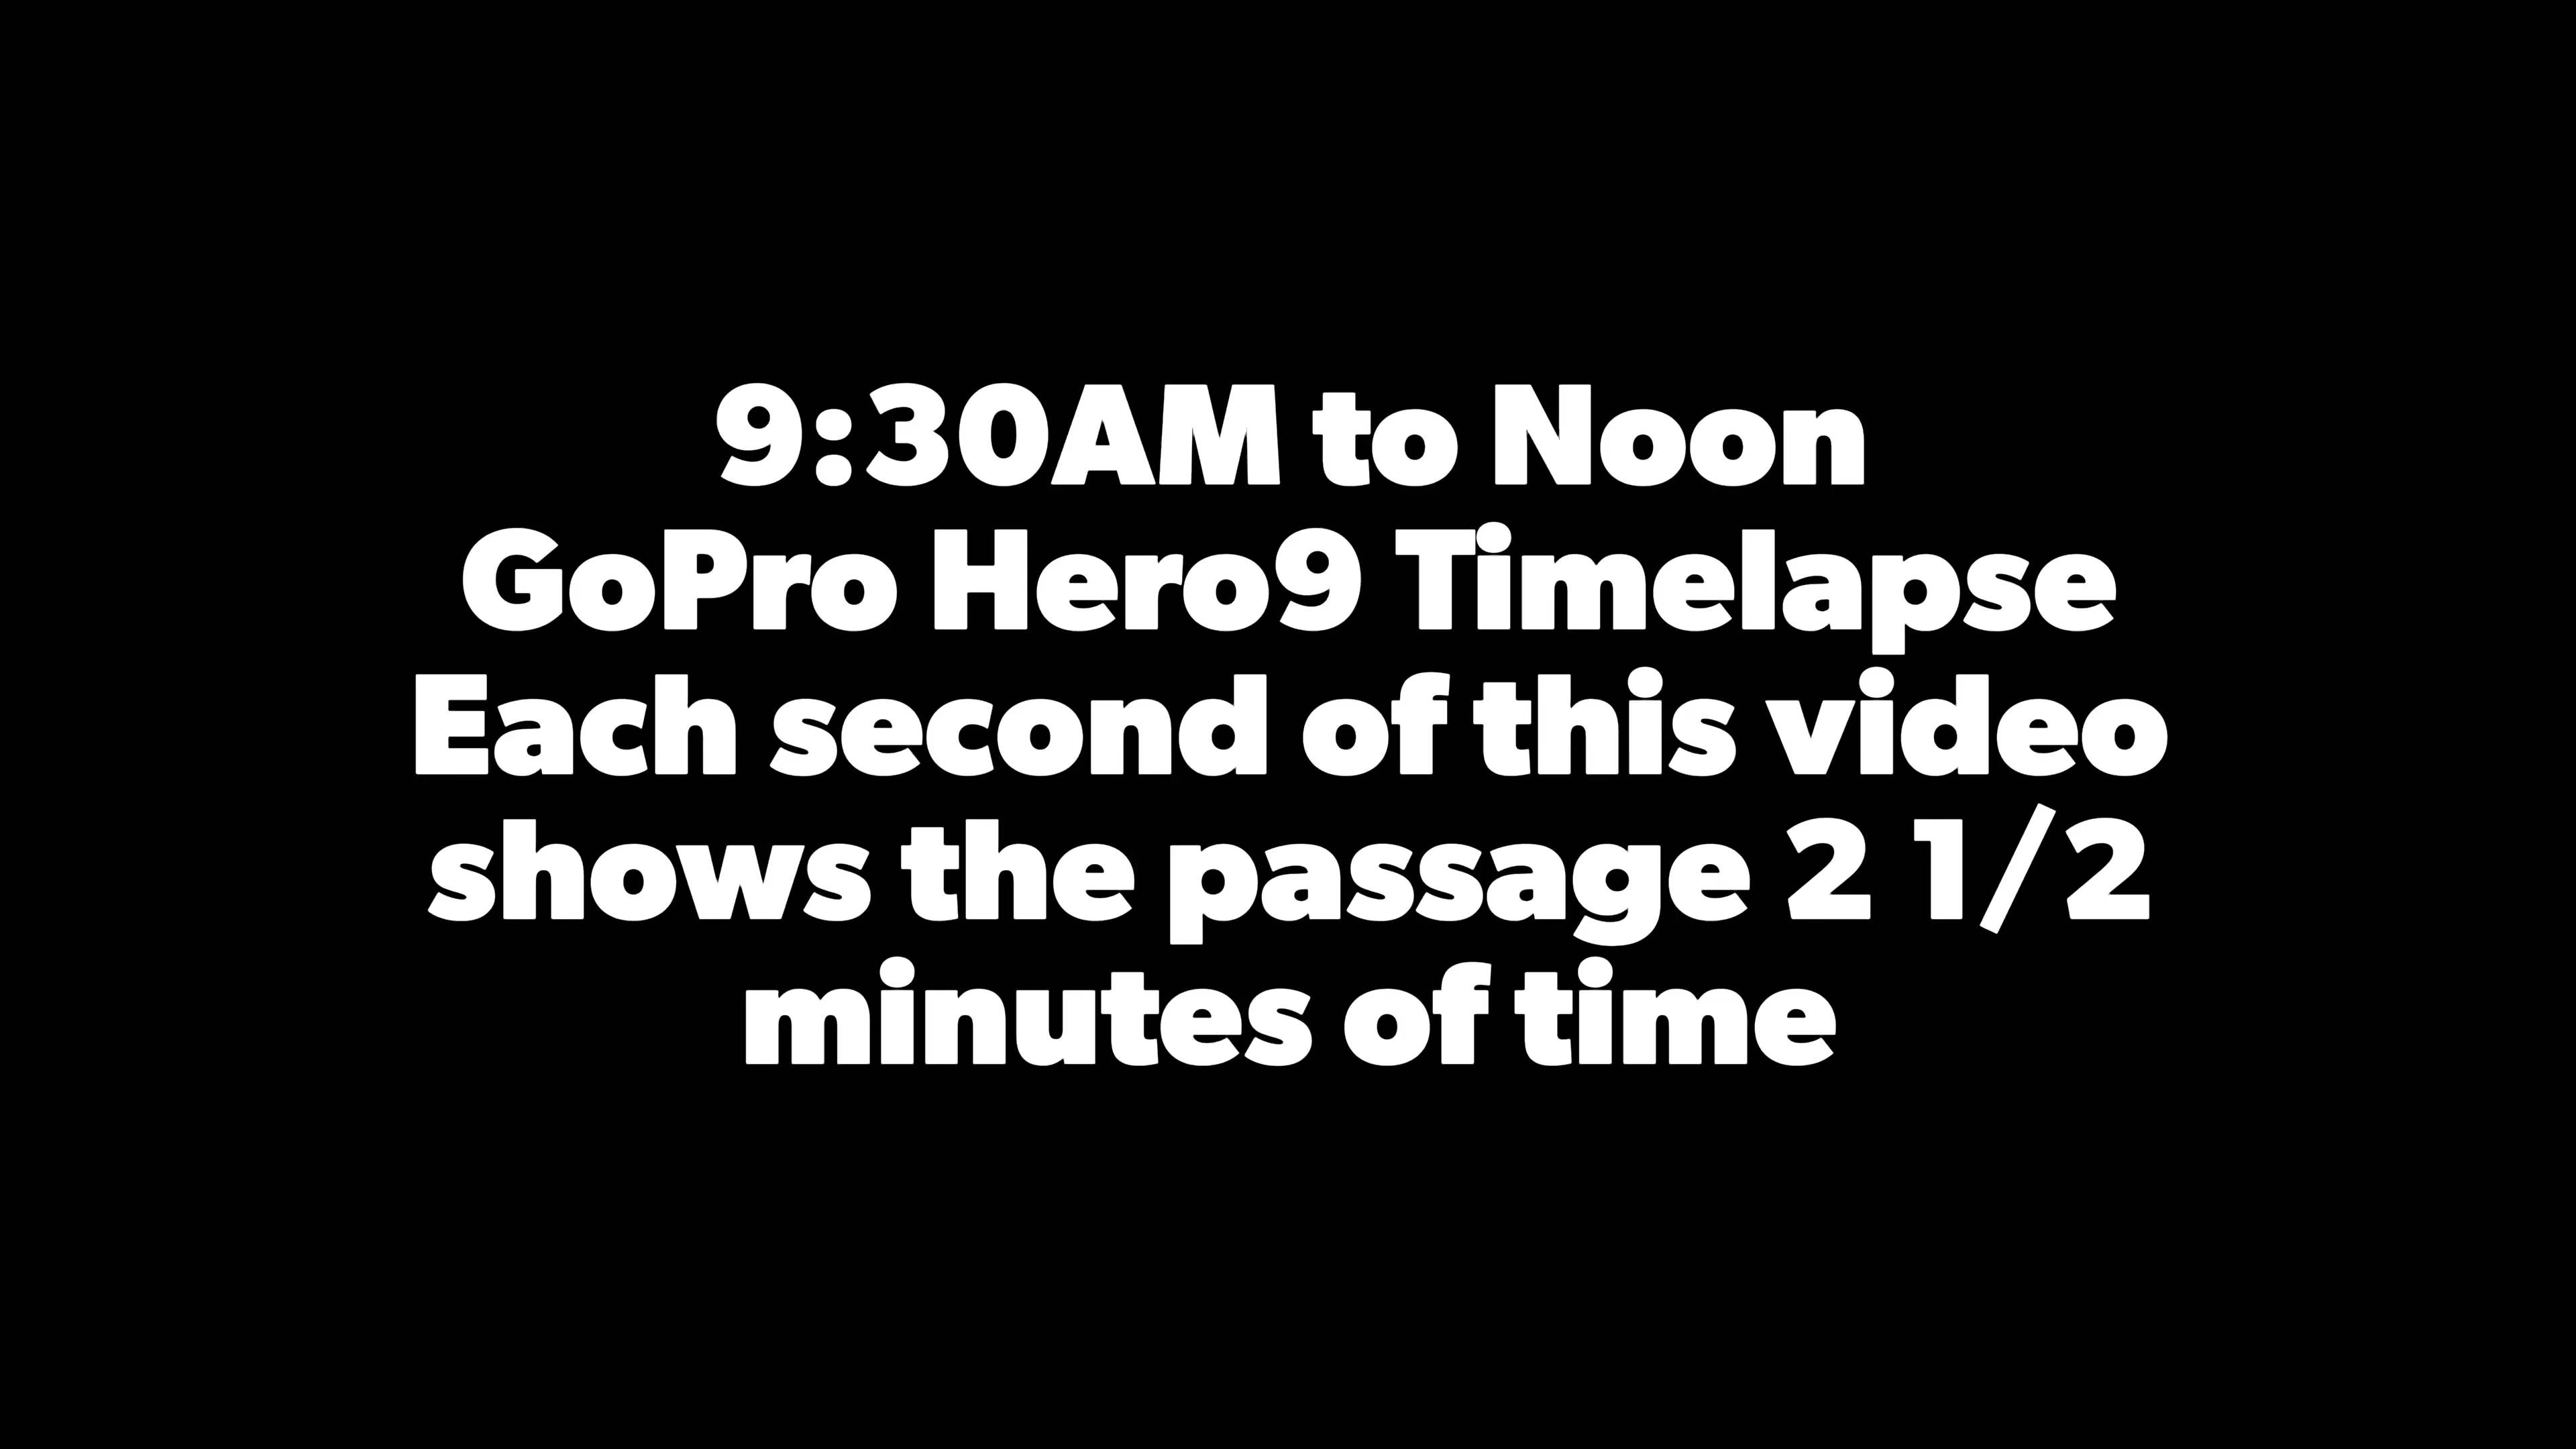 9:30AM to Noon
GoPro Hero9 Timelapse
Each second of this video
shows the passage 2 1/2
minutes of time